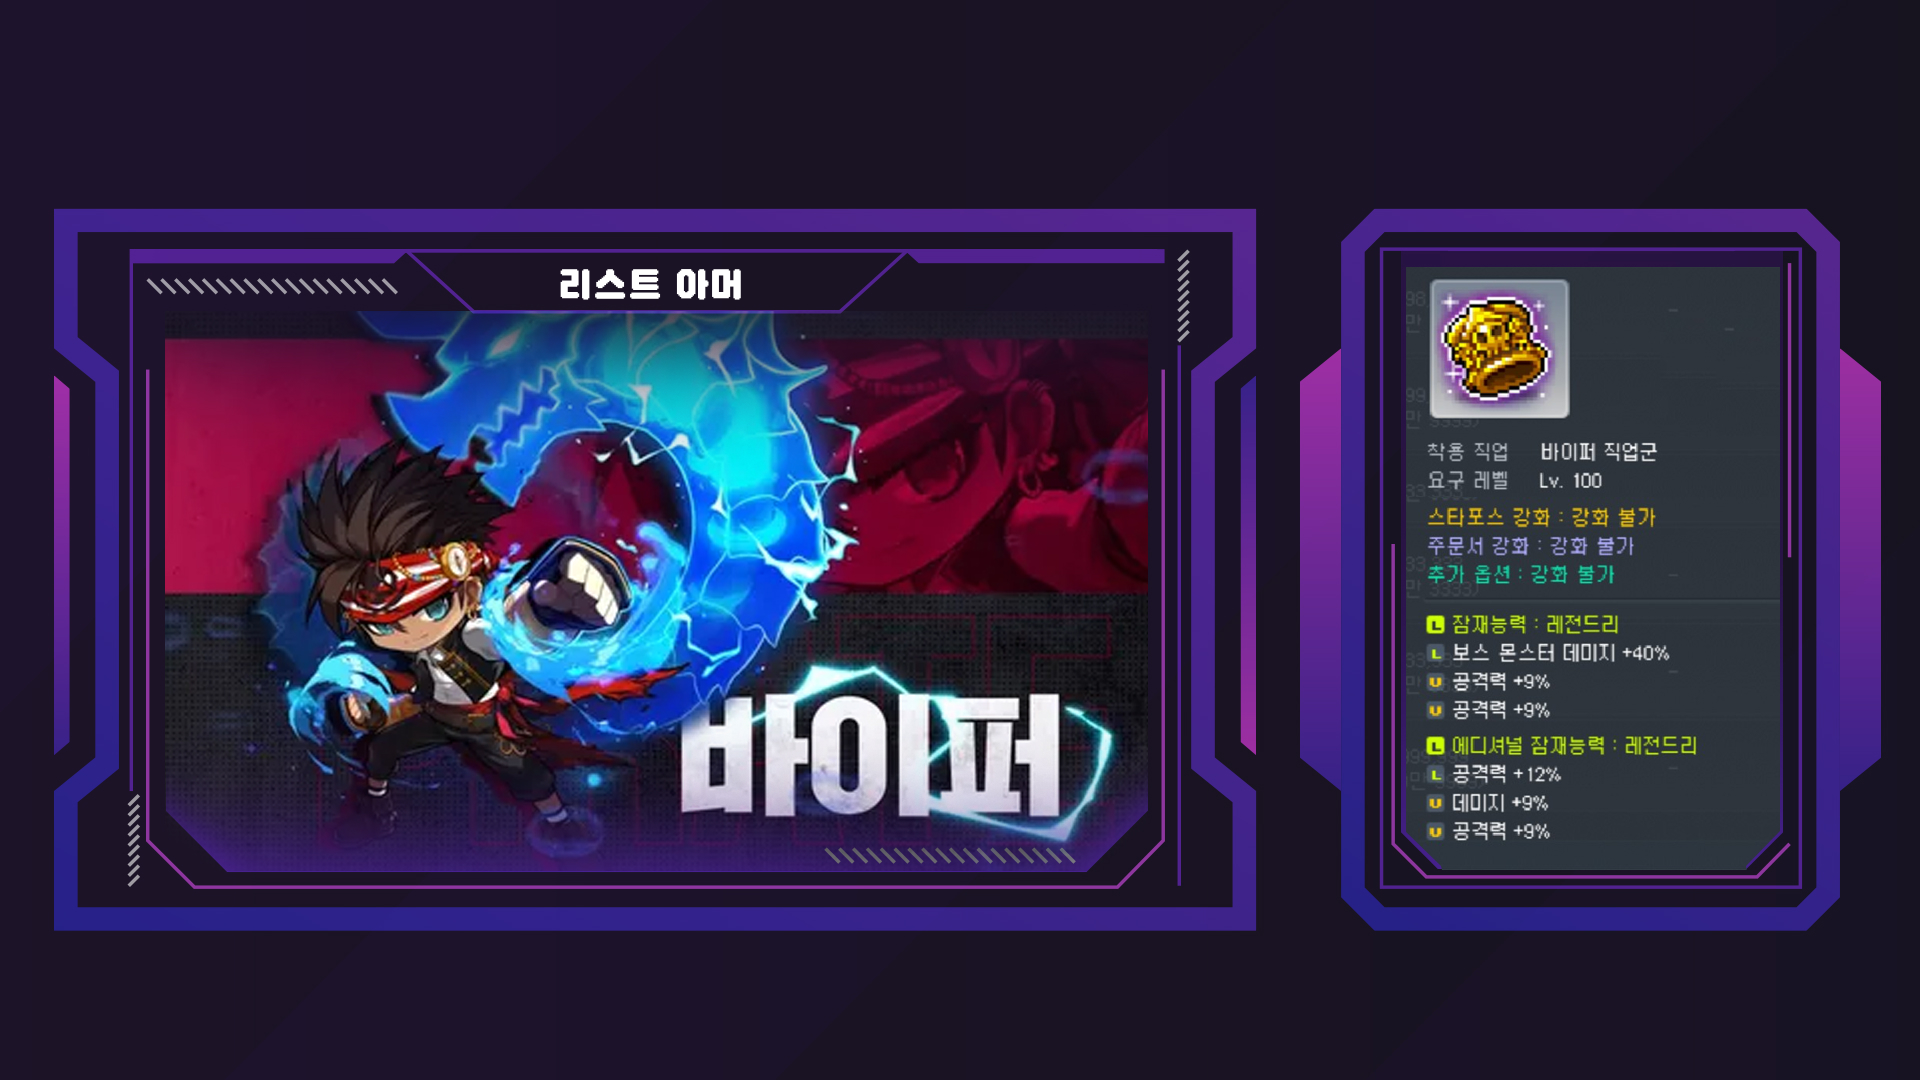 리스트 아머
바이퍼
착용 직업 바이퍼 직업군
요구 레벨 Lv. 100
스타포스 강화 : 강화 불가
주문서 강화 : 강화 불가
추가 옵션 : 강화 불가
L 잠재능력 : 레전드리
L 보스 몬스터 데미지 +40%
U 공격력 +9%
U 공격력 +9%
L 에디셔널 잠재능력 : 레전드리
L 공격력 +12%
U 데미지 +9%
U 공격력 +9%